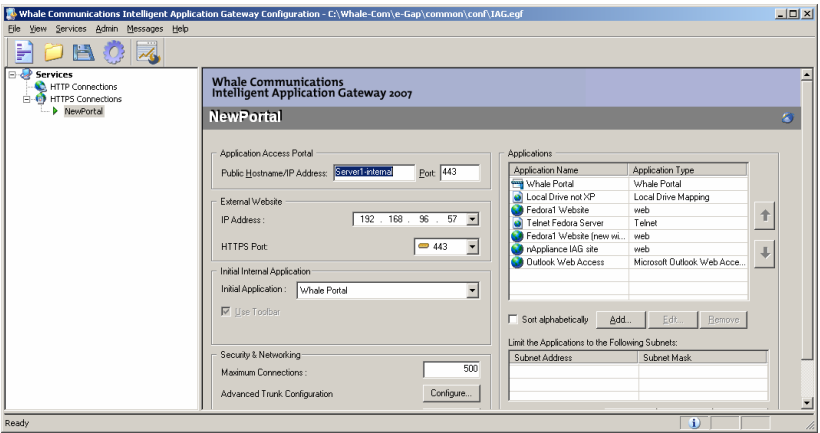 Whale Communications Intelligent Application Gateway Configuration - C:\Whale-Com\e-Gap\common\conf\IAG.egf
File View Services Admin Messages Help
Services
HTTP Connections
HTTPS Connections
NewPortal
Whale Communications
Intelligent Application Gateway 2007
NewPortal
Application Access Portal
Public Hostname/IP Address: Server1-internal Port: 443
External Website
IP Address : 192 . 168 . 96 . 57
HTTPS Port: 443
Initial Internal Application
Initial Application : Whale Portal
Use Toolbar
Security & Networking
Maximum Connections : 500
Advanced Trunk Configuration Configure...
Applications
Application Name Application Type
Whale Portal Whale Portal
Local Drive not XP Local Drive Mapping
Fedora1 Website web
Telnet Fedora Server Telnet
Fedora1 Website (new wi... web
nAppliance IAG site web
Outlook Web Access Microsoft Outlook Web Acce...
Sort alphabetically Add... Edit... Remove
Limit the Applications to the Following Subnets:
Subnet Address Subnet Mask
Ready